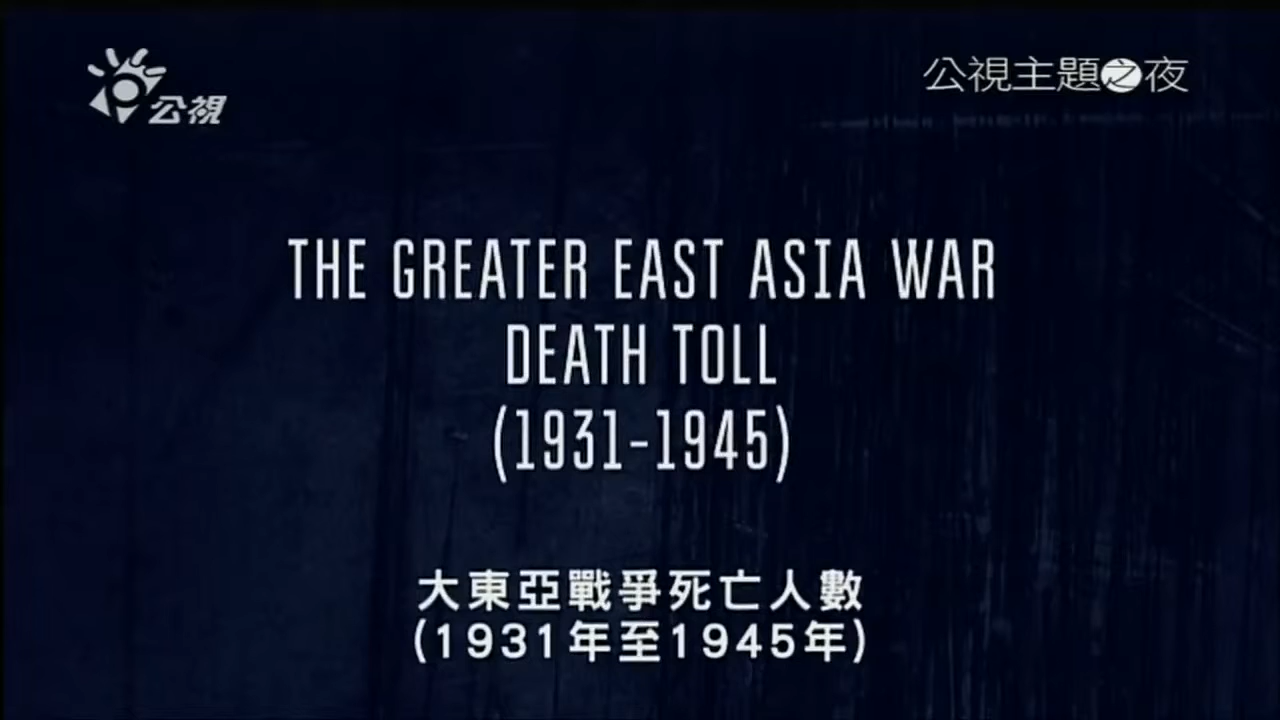 公視
公視主題之夜
THE GREATER EAST ASIA WAR
DEATH TOLL
(1931-1945)
大東亞戰爭死亡人數
(1931年至1945年)